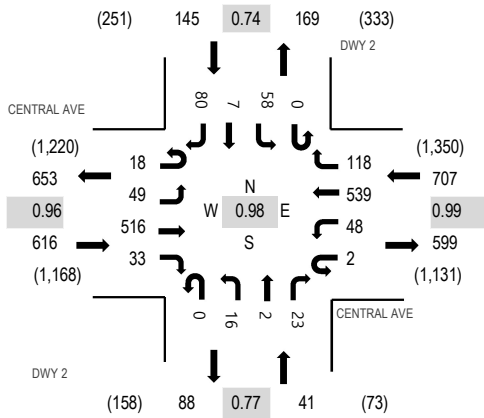 (251) 145 0.74 169 (333)
DWY 2
CENTRAL AVE
80 7 58 0
(1,220) (1,350)
653 18 118 707
49 N 539
0.96 W 0.98 E 0.99
516 S 48
616 33 2 599
(1,168) (1,131)
0 16 2 23
CENTRAL AVE
DWY 2
(158) 88 0.77 41 (73)